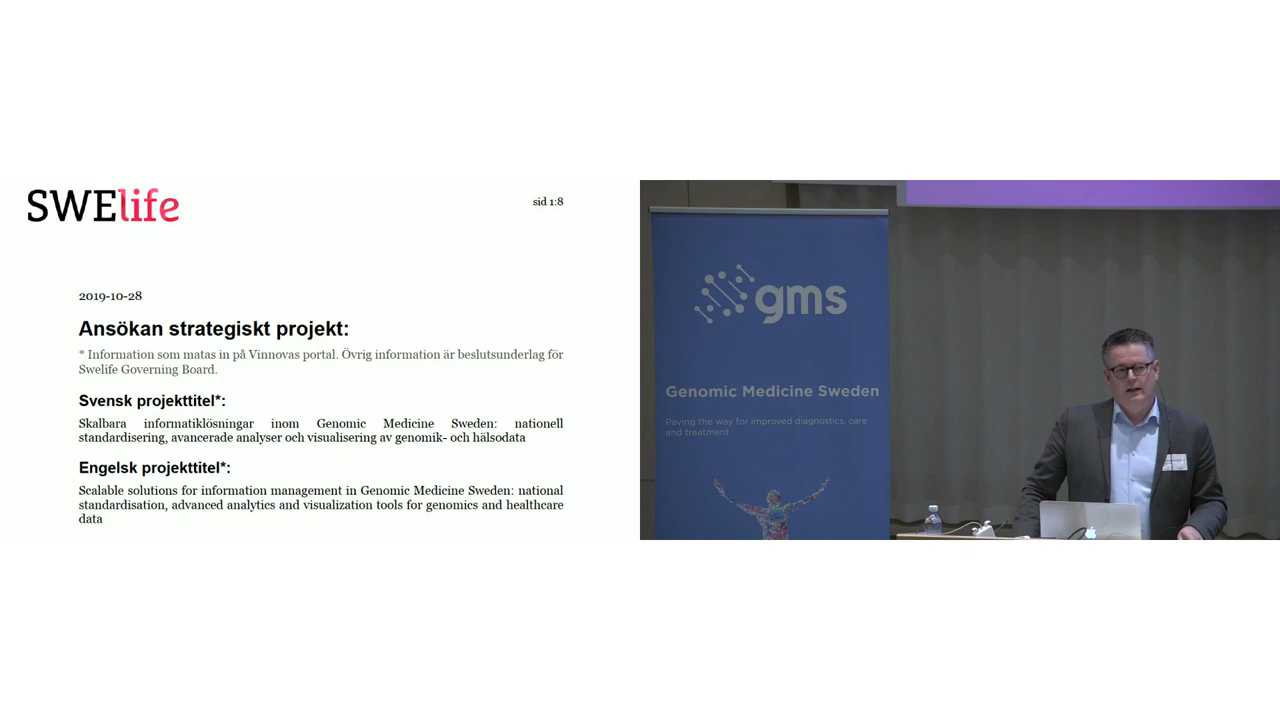 SWElife
sid 1:8
2019-10-28
Ansökan strategiskt projekt:
* Information som matas in på Vinnovas portal. Övrig information är beslutsunderlag för
Swelife Governing Board.
Svensk projekttitel*:
Skalbara informatiklösningar inom Genomic Medicine Sweden: nationell
standardisering, avancerade analyser och visualisering av genomik- och hälsodata
Engelsk projekttitel*:
Scalable solutions for information management in Genomic Medicine Sweden: national
standardisation, advanced analytics and visualization tools for genomics and healthcare
data
gms
Genomic Medicine Sweden
Paving the way for improved diagnostics, care
and treatment